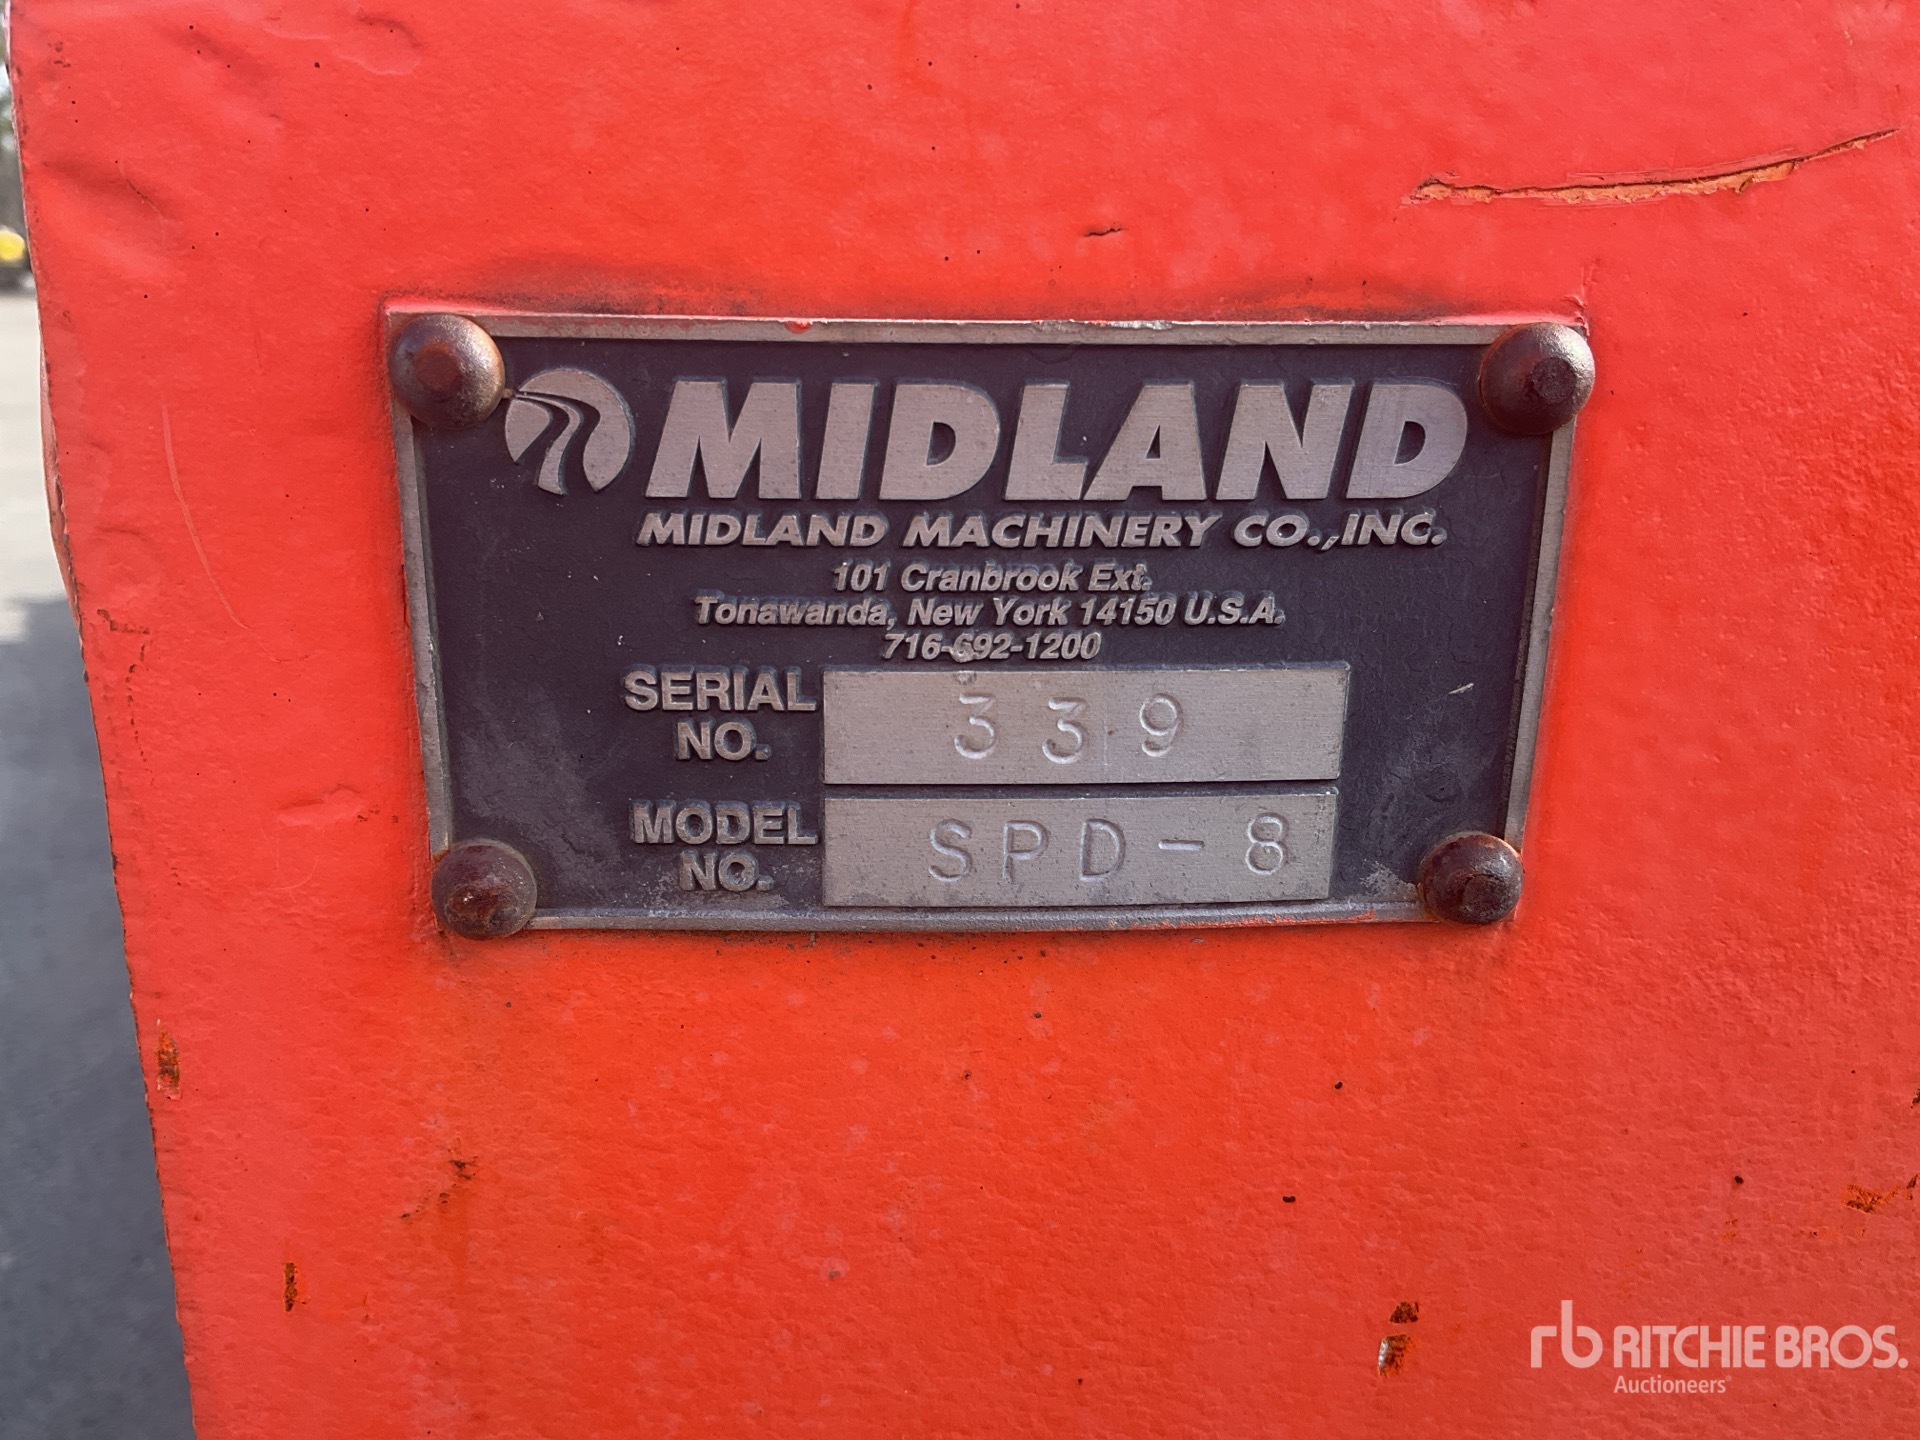 MIDLAND
MIDLAND MACHINERY CO., INC.
101 Cranbrook Ext.
Tonawanda, New York 14150 U.S.A.
716-692-1200
SERIAL NO. 339
MODEL NO. SPD-8
rb RITCHIE BROS.
Auctioneers